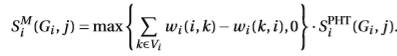 S_i^M(G_i, j) = max{ ∑_{k∈V_i} w_i(i, k) − w_i(k, i), 0 } · S_i^{PHT}(G_i, j).